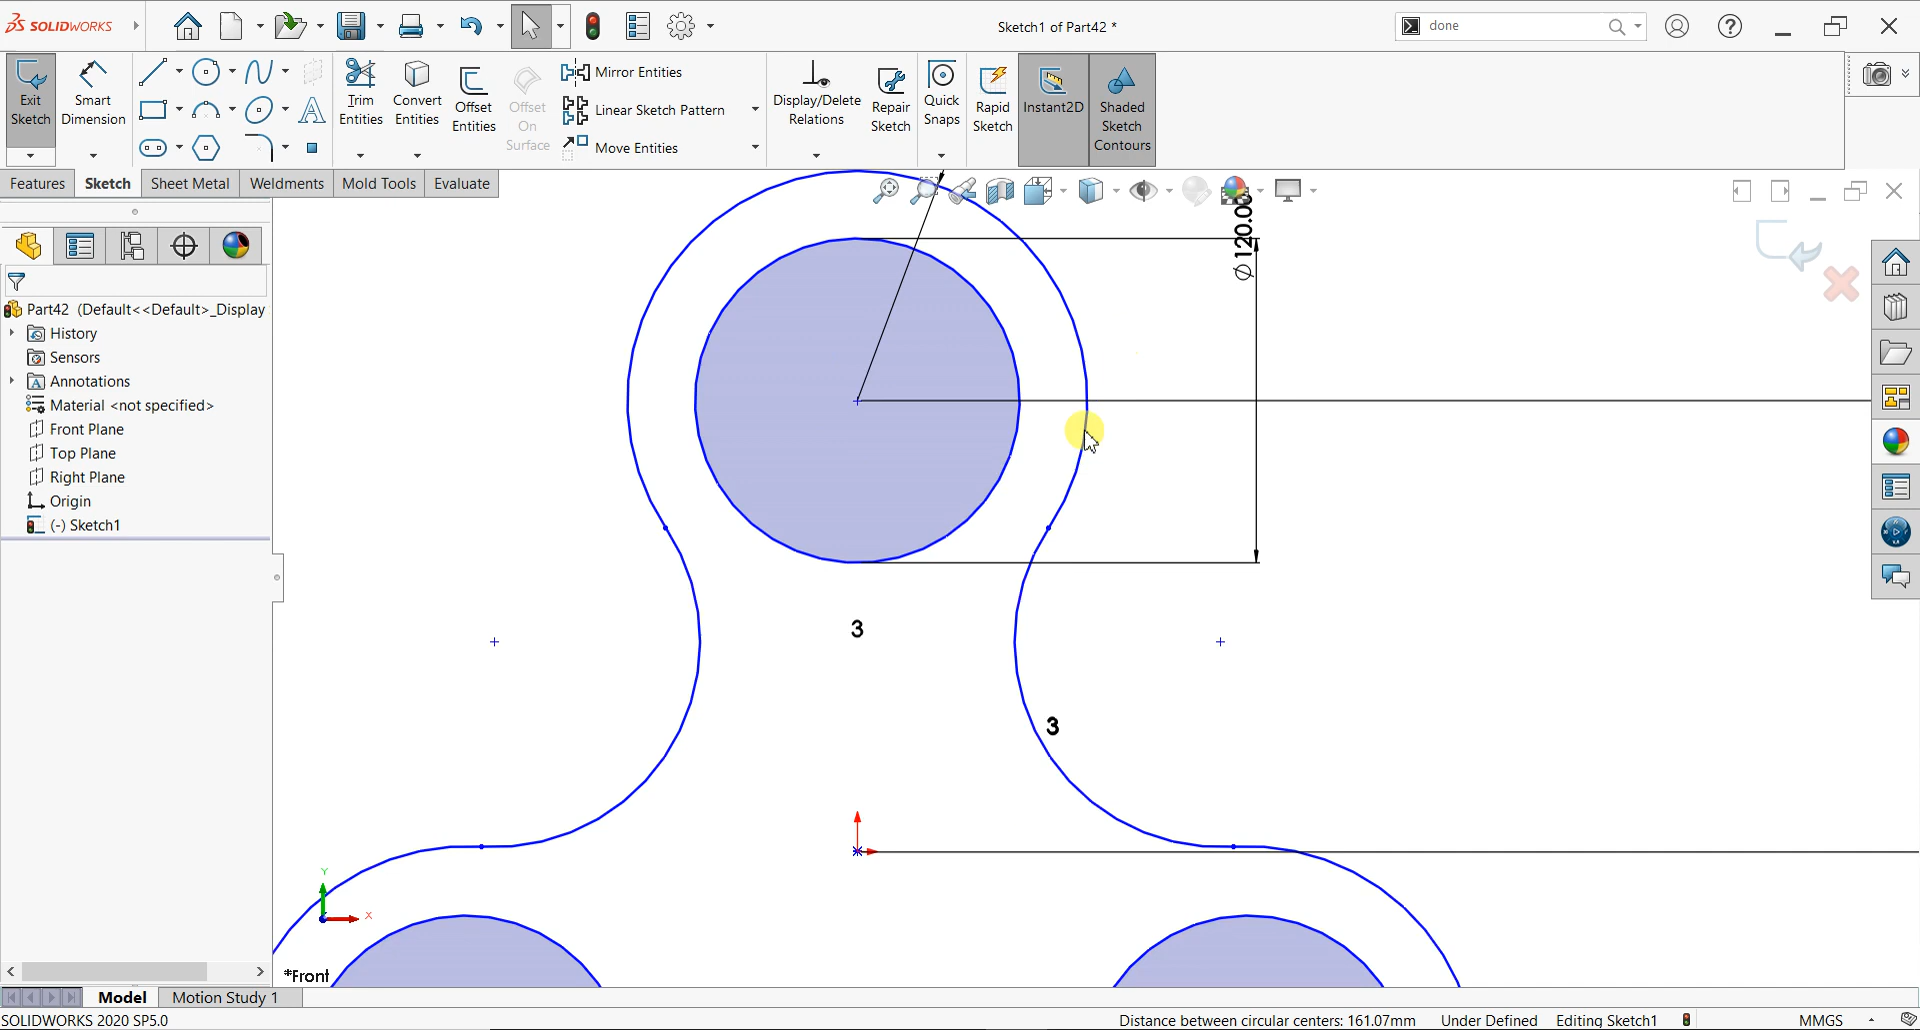 SOLIDWORKS
Sketch1 of Part42 *
done
Exit Sketch
Smart Dimension
Trim Entities
Convert Entities
Offset Entities
Offset On Surface
Mirror Entities
Linear Sketch Pattern
Move Entities
Display/Delete Relations
Repair Sketch
Quick Snaps
Rapid Sketch
Instant2D
Shaded Sketch Contours
Features
Sketch
Sheet Metal
Weldments
Mold Tools
Evaluate
Part42 (Default<<Default>_Display
History
Sensors
Annotations
Material <not specified>
Front Plane
Top Plane
Right Plane
Origin
(-) Sketch1
∅ 120.00
3
3
Y
X
*Front
Model
Motion Study 1
SOLIDWORKS 2020 SP5.0
Distance between circular centers: 161.07mm
Under Defined
Editing Sketch1
MMGS